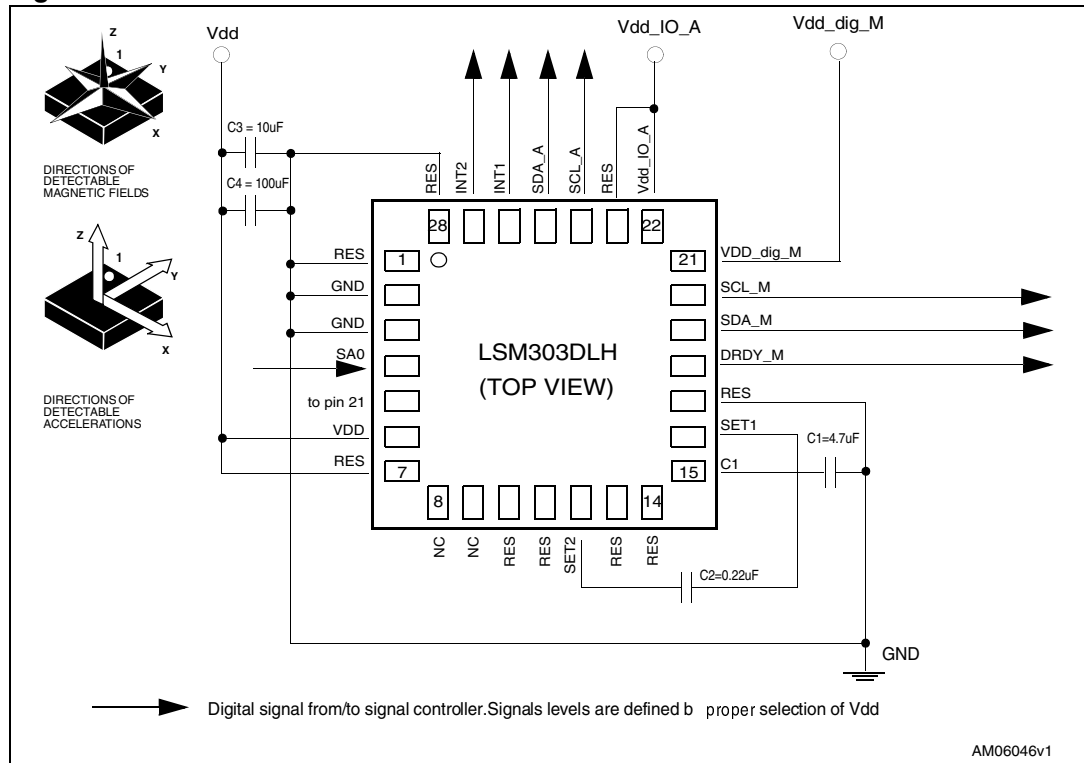 Vdd
Vdd_IO_A
Vdd_dig_M
Z
1
Y
X
DIRECTIONS OF
DETECTABLE
MAGNETIC FIELDS
C3 = 10uF
C4 = 100uF
Z
1
Y
X
DIRECTIONS OF
DETECTABLE
ACCELERATIONS
RES
INT2
INT1
SDA_A
SCL_A
RES
Vdd_IO_A
28
22
RES
GND
GND
SA0
to pin 21
VDD
RES
1
7
LSM303DLH
(TOP VIEW)
21
15
VDD_dig_M
SCL_M
SDA_M
DRDY_M
RES
SET1
C1
C1=4.7uF
8
14
NC
NC
RES
RES
SET2
RES
RES
C2=0.22uF
GND
Digital signal from/to signal controller.Signals levels are defined b proper selection of Vdd
AM06046v1